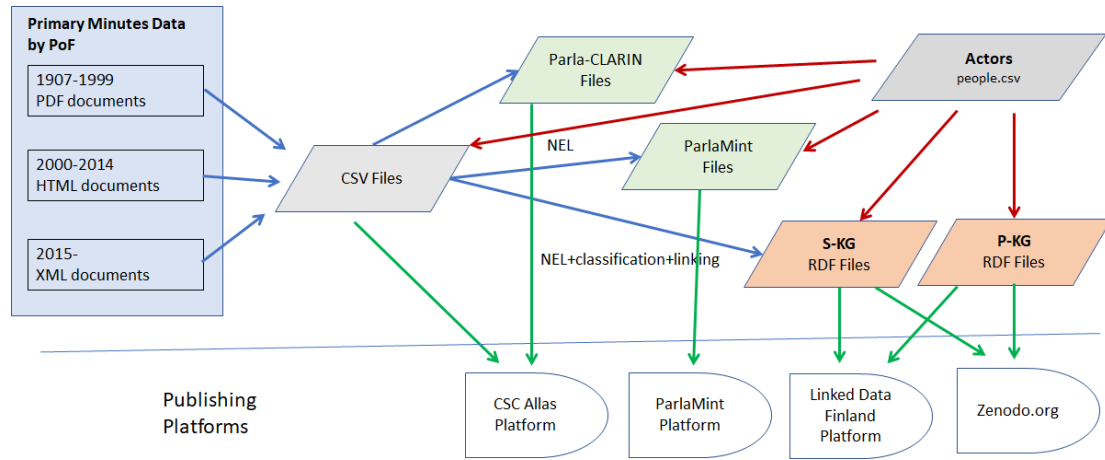 Primary Minutes Data
by PoF
1907-1999
PDF documents
2000-2014
HTML documents
2015-
XML documents
CSV Files
Parla-CLARIN
Files
NEL
ParlaMint
Files
Actors
people.csv
NEL+classification+linking
S-KG
RDF Files
P-KG
RDF Files
Publishing
Platforms
CSC Allas
Platform
ParlaMint
Platform
Linked Data
Finland
Platform
Zenodo.org